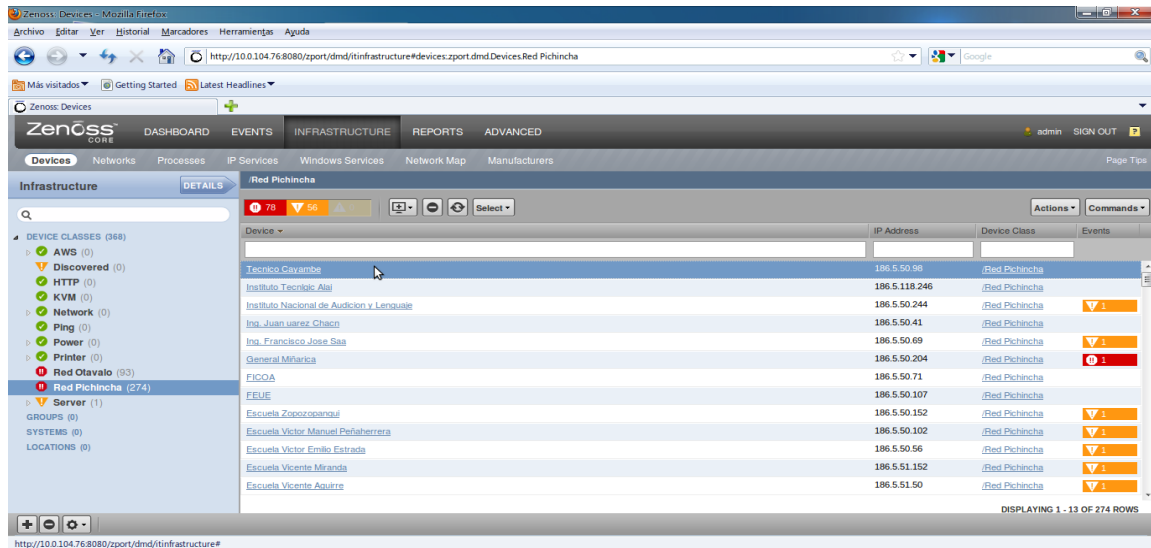 Zenoss: Devices - Mozilla Firefox
Archivo Editar Ver Historial Marcadores Herramientas Ayuda
http://10.0.104.76:8080/zport/dmd/itinfrastructure#devices:zport.dmd.Devices.Red Pichincha
Google
Más visitados Getting Started Latest Headlines
Zenoss: Devices
Zenoss CORE DASHBOARD EVENTS INFRASTRUCTURE REPORTS ADVANCED admin SIGN OUT ?
Devices Networks Processes IP Services Windows Services Network Map Manufacturers Page Tips
Infrastructure DETAILS /Red Pichincha
78 56 Select Actions Commands
Device IP Address Device Class Events
DEVICE CLASSES (368)
AWS (0)
Discovered (0)
HTTP (0)
KVM (0)
Network (0)
Ping (0)
Power (0)
Printer (0)
Red Otavalo (93)
Red Pichincha (274)
Server (1)
GROUPS (0)
SYSTEMS (0)
LOCATIONS (0)
Tecnico Cayambe 186.5.50.98 /Red Pichincha
Instituto Tecnlgic Alai 186.5.118.246 /Red Pichincha
Instituto Nacional de Audicion y Lenguaje 186.5.50.244 /Red Pichincha 1
Ing. Juan uarez Chacn 186.5.50.41 /Red Pichincha
Ing. Francisco Jose Saa 186.5.50.69 /Red Pichincha 1
General Miñarica 186.5.50.204 /Red Pichincha 1
FICOA 186.5.50.71 /Red Pichincha
FEUE 186.5.50.107 /Red Pichincha
Escuela Zopozopangui 186.5.50.152 /Red Pichincha 1
Escuela Victor Manuel Peñaherrera 186.5.50.102 /Red Pichincha 1
Escuela Victor Emilio Estrada 186.5.50.56 /Red Pichincha 1
Escuela Vicente Miranda 186.5.51.152 /Red Pichincha 1
Escuela Vicente Aguirre 186.5.51.50 /Red Pichincha 1
DISPLAYING 1 - 13 OF 274 ROWS
http://10.0.104.76:8080/zport/dmd/itinfrastructure#